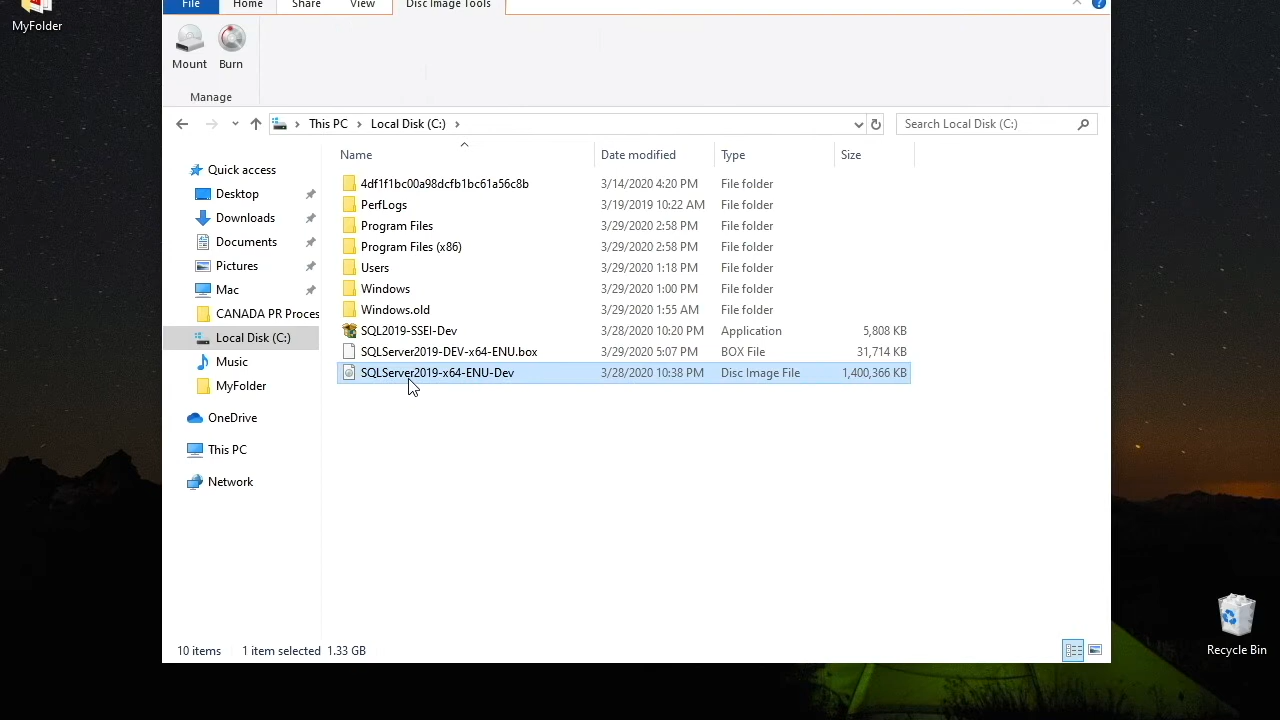 MyFolder
File Home Share View Disc Image Tools
?
Mount Burn
Manage
This PC Local Disk (C:)
Search Local Disk (C:)
Name Date modified Type Size
4df1f1bc00a98dcfb1bc61a56c8b 3/14/2020 4:20 PM File folder
PerfLogs 3/19/2019 10:22 AM File folder
Program Files 3/29/2020 2:58 PM File folder
Program Files (x86) 3/29/2020 2:58 PM File folder
Users 3/29/2020 1:18 PM File folder
Windows 3/29/2020 1:00 PM File folder
Windows.old 3/29/2020 1:55 AM File folder
SQL2019-SSEI-Dev 3/28/2020 10:20 PM Application 5,808 KB
SQLServer2019-DEV-x64-ENU.box 3/29/2020 5:07 PM BOX File 31,714 KB
SQLServer2019-x64-ENU-Dev 3/28/2020 10:38 PM Disc Image File 1,400,366 KB
Quick access
Desktop
Downloads
Documents
Pictures
Mac
CANADA PR Proces
Local Disk (C:)
Music
MyFolder
OneDrive
This PC
Network
10 items 1 item selected 1.33 GB
Recycle Bin